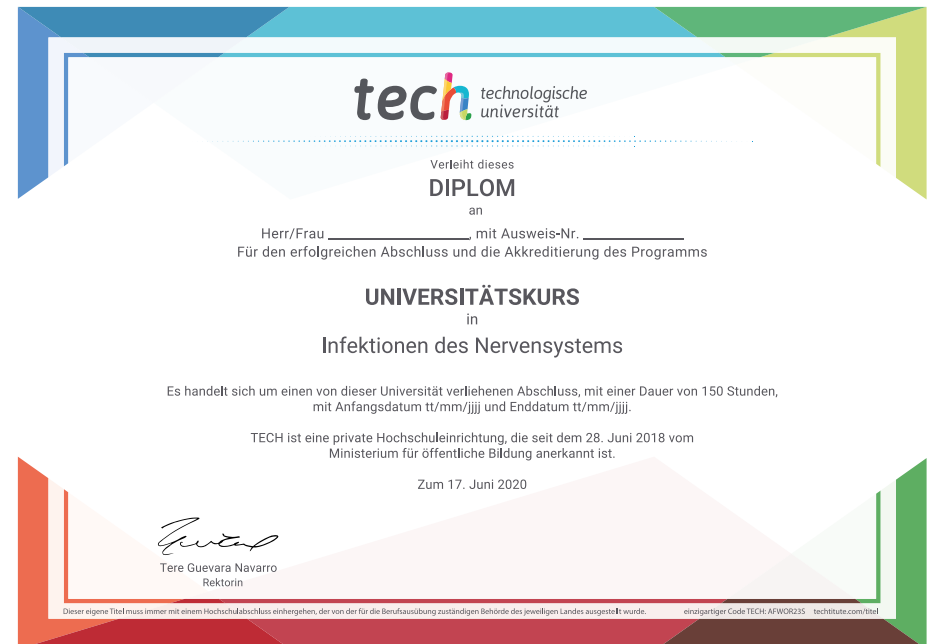 tech technologische
universität
Verleiht dieses
DIPLOM
an
Herr/Frau ____________________, mit Ausweis-Nr. ______________
Für den erfolgreichen Abschluss und die Akkreditierung des Programms
UNIVERSITÄTSKURS
in
Infektionen des Nervensystems
Es handelt sich um einen von dieser Universität verliehenen Abschluss, mit einer Dauer von 150 Stunden,
mit Anfangsdatum tt/mm/jjjj und Enddatum tt/mm/jjjj.
TECH ist eine private Hochschuleinrichtung, die seit dem 28. Juni 2018 vom
Ministerium für öffentliche Bildung anerkannt ist.
Zum 17. Juni 2020
Tere Guevara Navarro
Rektorin
Dieser eigene Titel muss immer mit einem Hochschulabschluss einhergehen, der von der für die Berufsausübung zuständigen Behörde des jeweiligen Landes ausgestellt wurde. einzigartiger Code TECH: AFWOR23S techtitute.com/titel